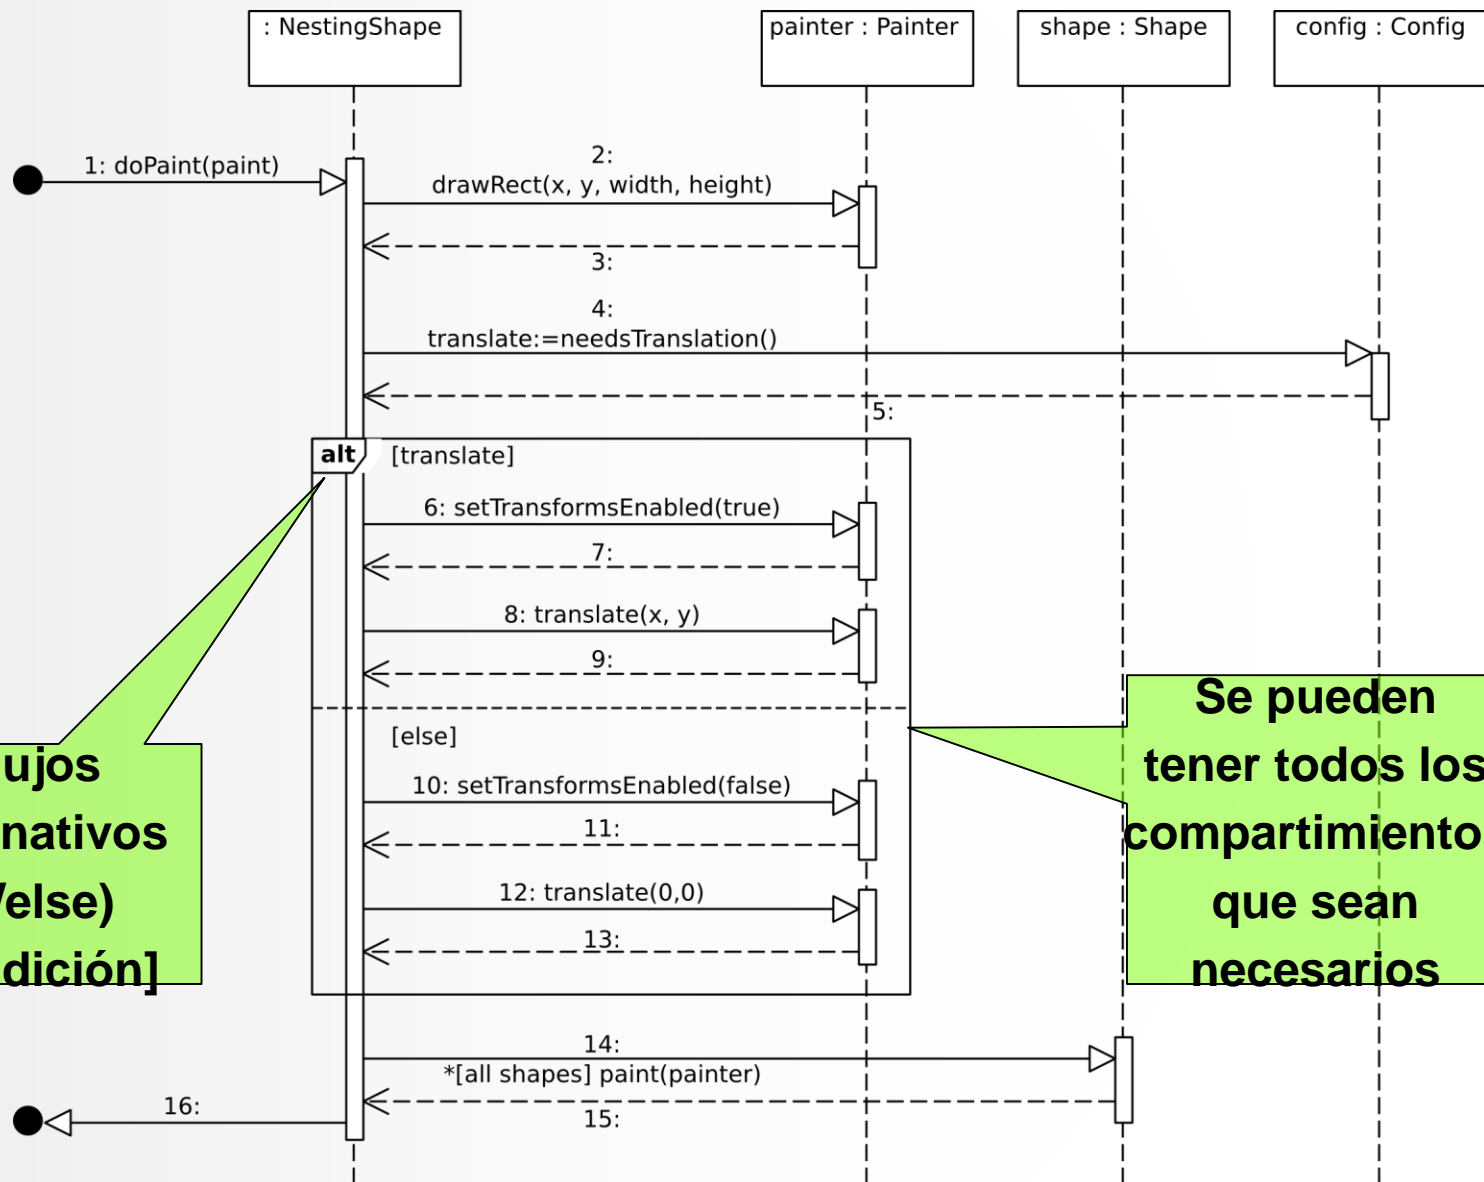 : NestingShape
painter : Painter
shape : Shape
config : Config
1: doPaint(paint)
2:
drawRect(x, y, width, height)
3:
4:
translate:=needsTranslation()
5:
alt
[translate]
6: setTransformsEnabled(true)
7:
8: translate(x, y)
9:
[else]
10: setTransformsEnabled(false)
11:
12: translate(0,0)
13:
14:
*[all shapes] paint(painter)
15:
16:
ujos
nativos
/else)
dición]
Se pueden
tener todos los
compartimiento
que sean
necesarios